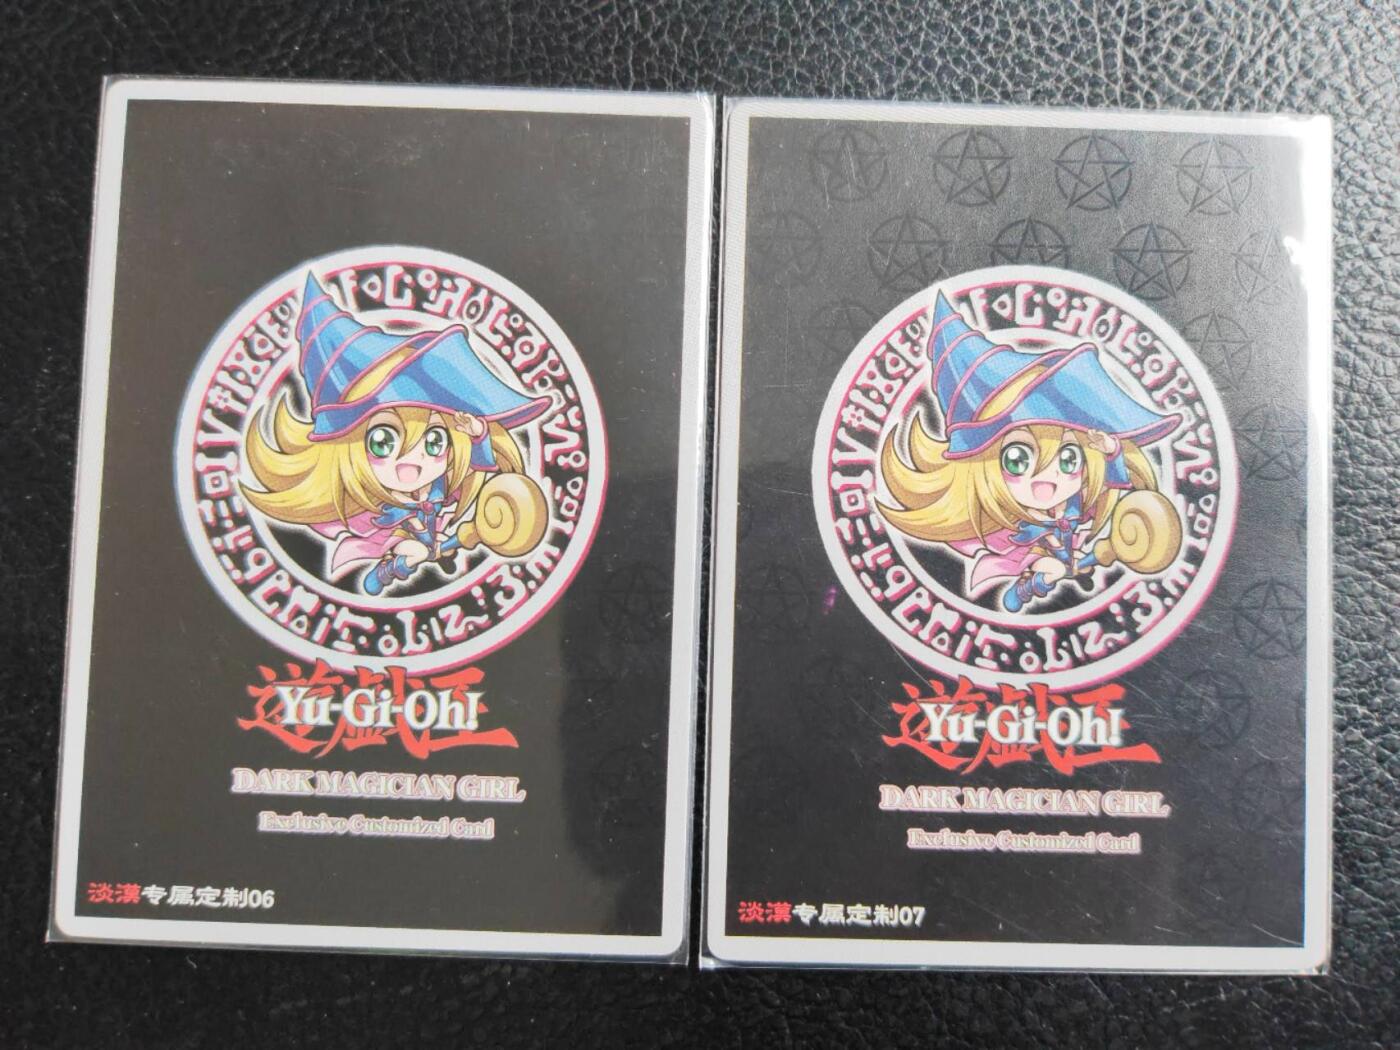 遊戯王
Yu-Gi-Oh!
DARK MAGICIAN GIRL
Exclusive Customized Card
淡漠专属定制06
遊戯王
Yu-Gi-Oh!
DARK MAGICIAN GIRL
Exclusive Customized Card
淡漠专属定制07